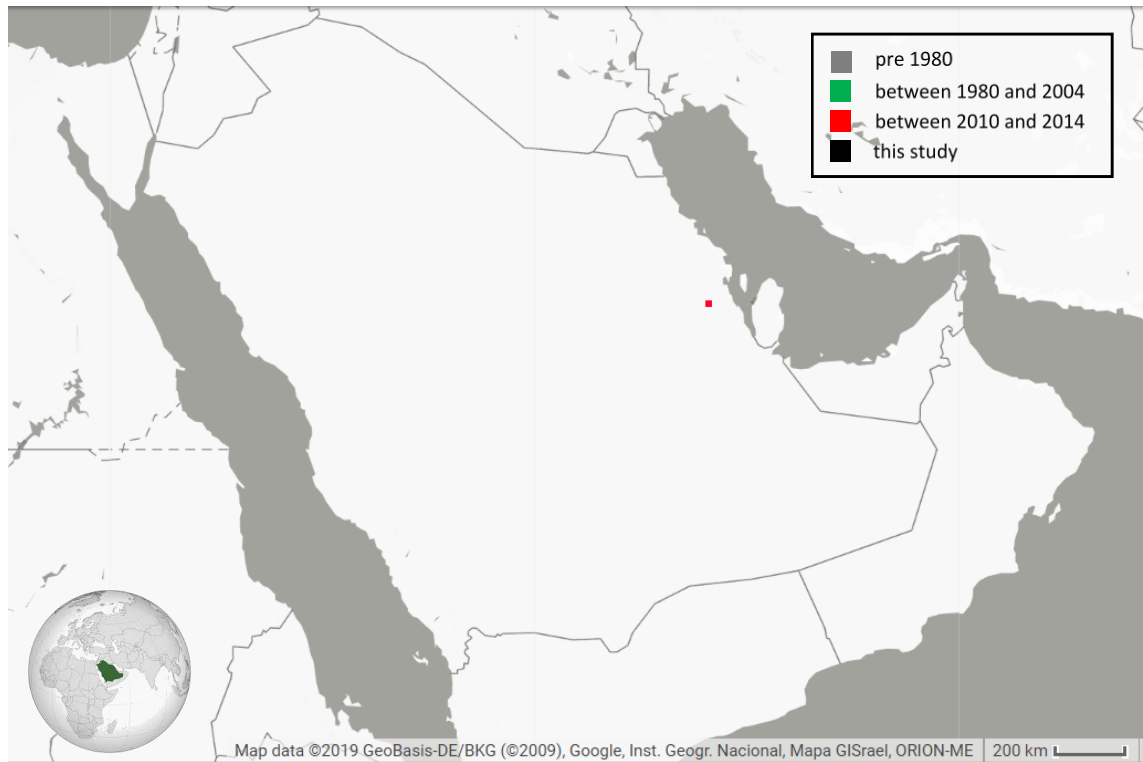 pre 1980
between 1980 and 2004
between 2010 and 2014
this study
Map data ©2019 GeoBasis-DE/BKG (©2009), Google, Inst. Geogr. Nacional, Mapa GISrael, ORION-ME
200 km